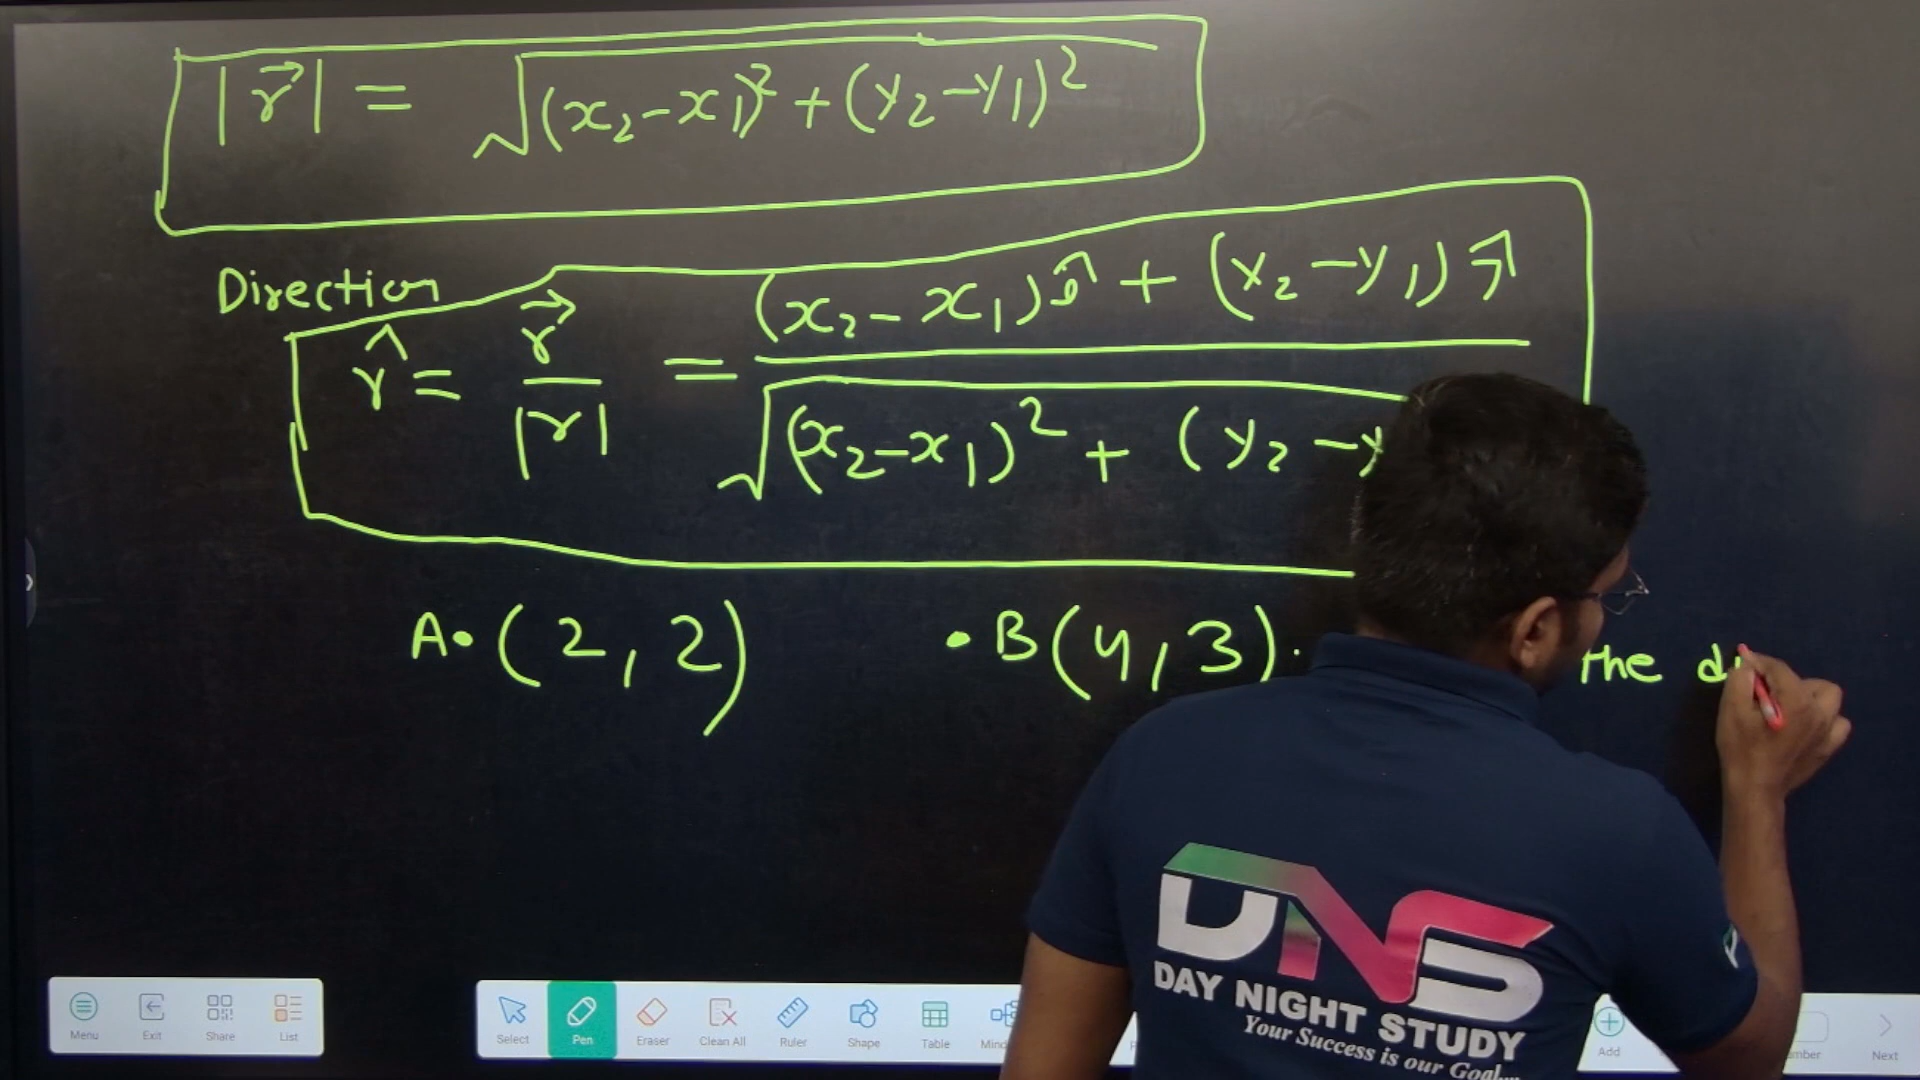 |r⃗| = √(x₂-x₁)² + (y₂-y₁)²
Direction
r̂ = r⃗ / |r| = (x₂-x₁)î + (y₂-y₁)ĵ / √(x₂-x₁)² + (y₂-y
A• (2, 2) • B(4, 3). the di
DNS
DAY NIGHT STUDY
Your Success is our Goal....
Menu Exit Share List Select Pen Eraser Clean All Ruler Shape Table Add Next